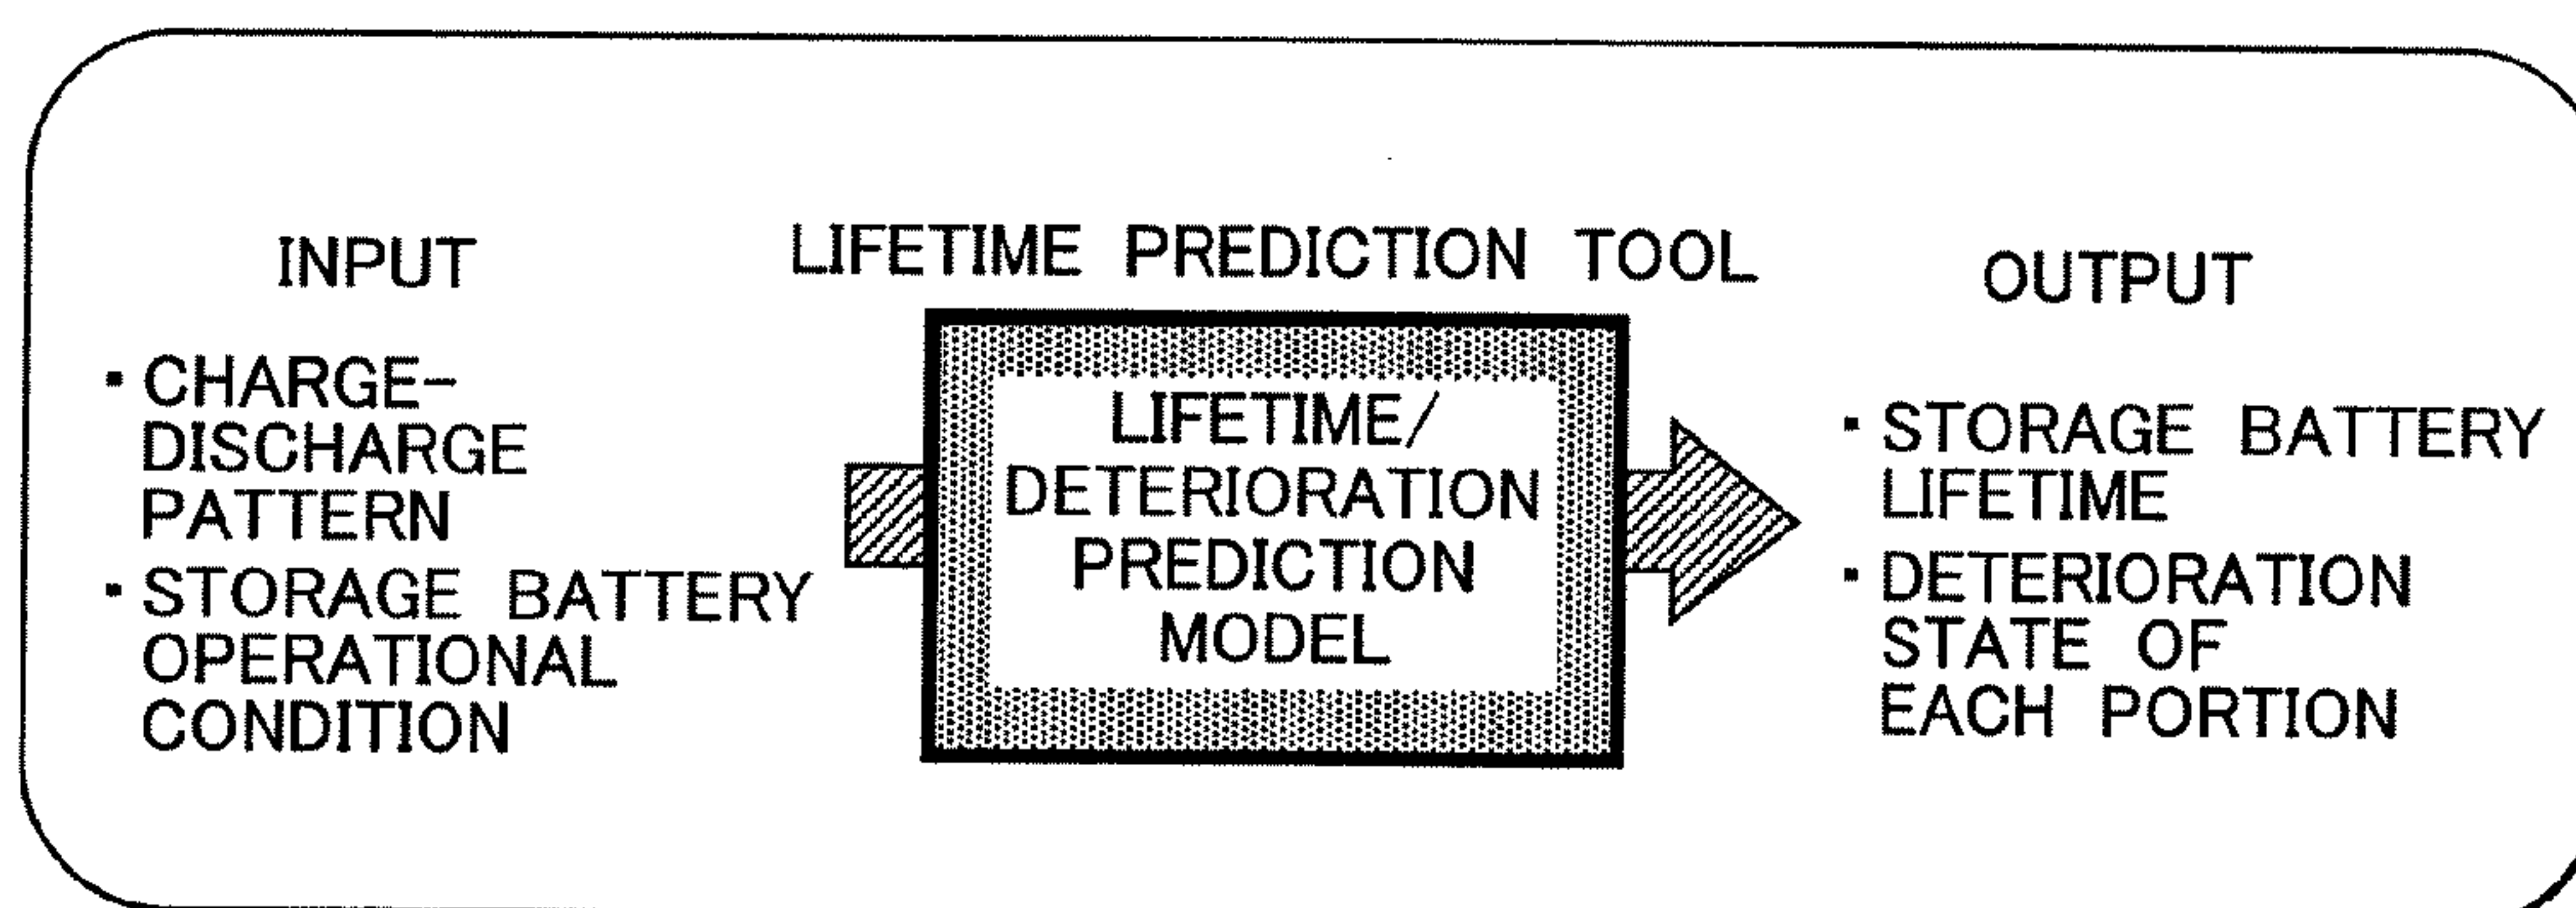 INPUT
・CHARGE-
DISCHARGE
PATTERN
・STORAGE BATTERY
OPERATIONAL
CONDITION
LIFETIME PREDICTION TOOL
LIFETIME/
DETERIORATION
PREDICTION
MODEL
OUTPUT
・STORAGE BATTERY
LIFETIME
・DETERIORATION
STATE OF
EACH PORTION